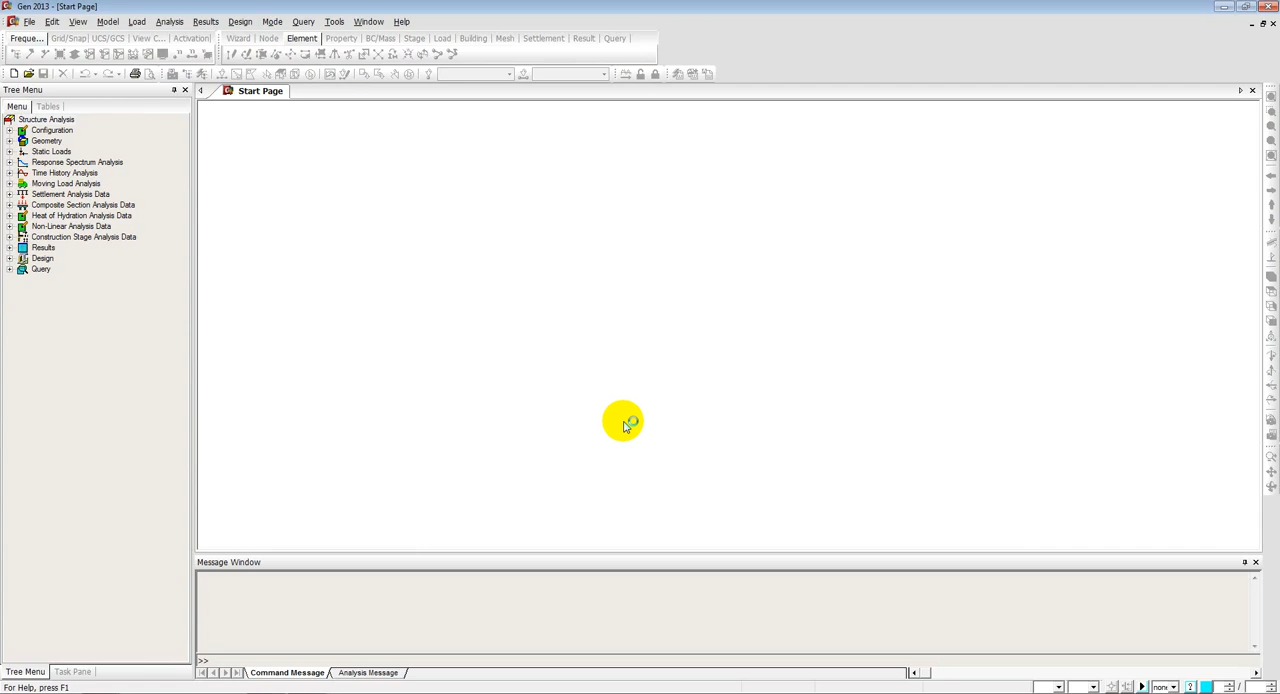 Gen 2013 - [Start Page]
File Edit View Model Load Analysis Results Design Mode Query Tools Window Help
Freque... Grid/Snap UCS/GCS View C... Activation Wizard Node Element Property BC/Mass Stage Load Building Mesh Settlement Result Query
Tree Menu
Start Page
Menu Tables
Structure Analysis
Configuration
Geometry
Static Loads
Response Spectrum Analysis
Time History Analysis
Moving Load Analysis
Settlement Analysis Data
Composite Section Analysis Data
Heat of Hydration Analysis Data
Non-Linear Analysis Data
Construction Stage Analysis Data
Results
Design
Query
Message Window
>>
Tree Menu Task Pane
Command Message Analysis Message
For Help, press F1
none
/